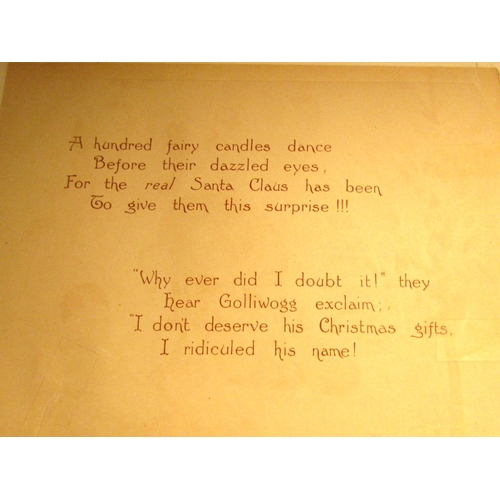 A hundred fairy candles dance
Before their dazzled eyes,
For the real Santa Claus has been
To give them this surprise!!!
"Why ever did I doubt it!" they
Hear Golliwogg exclaim;
"I don't deserve his Christmas gifts,
I ridiculed his name!